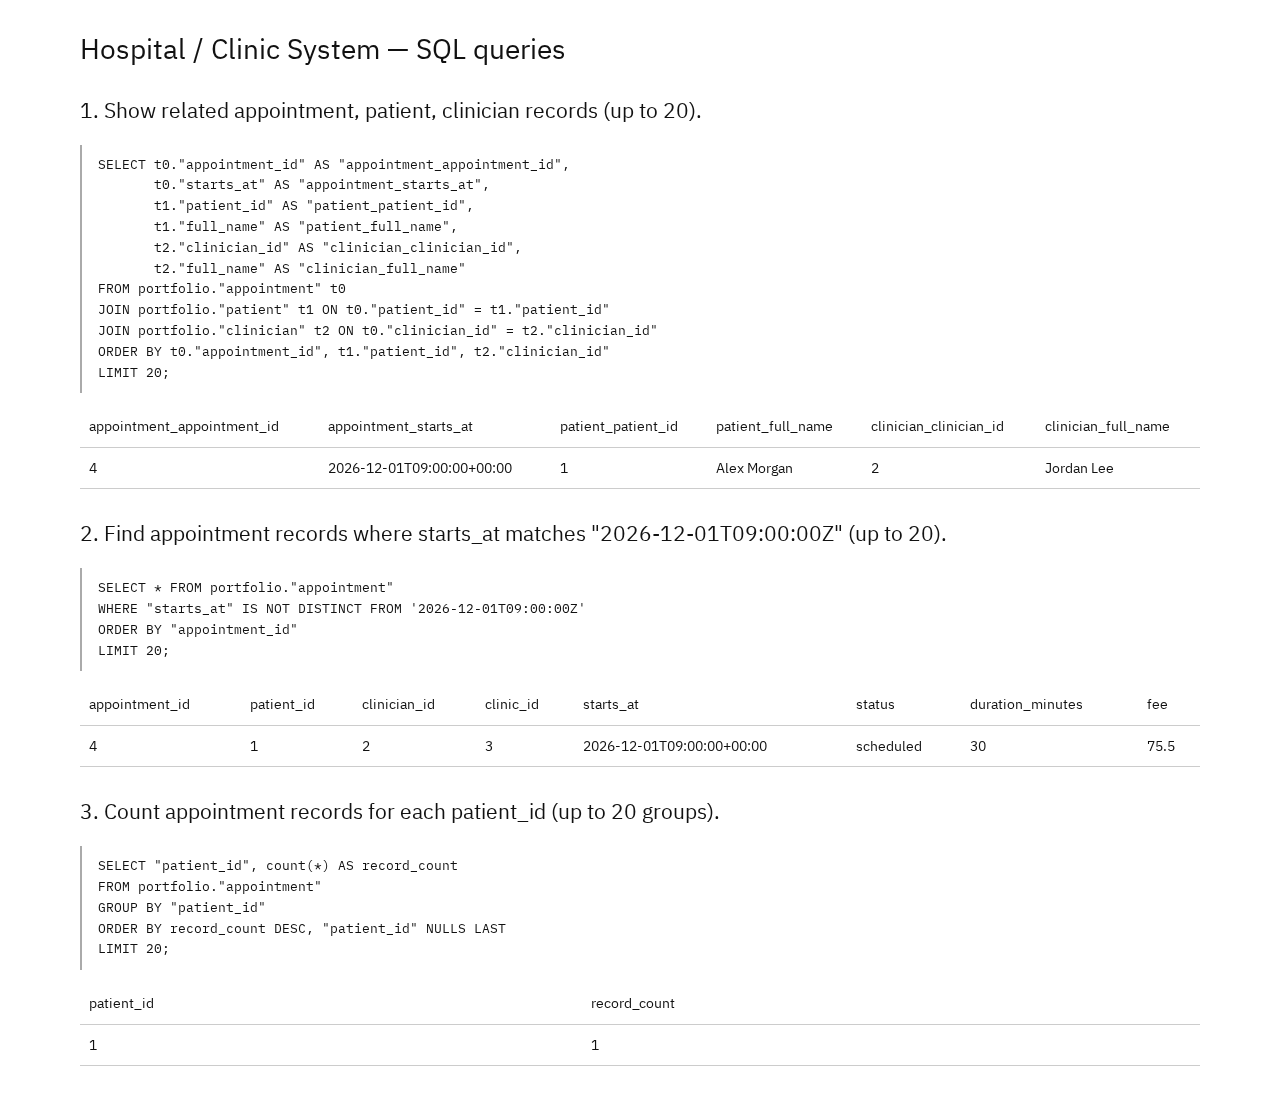 Hospital / Clinic System — SQL queries
1. Show related appointment, patient, clinician records (up to 20).
SELECT t0."appointment_id" AS "appointment_appointment_id",
       t0."starts_at" AS "appointment_starts_at",
       t1."patient_id" AS "patient_patient_id",
       t1."full_name" AS "patient_full_name",
       t2."clinician_id" AS "clinician_clinician_id",
       t2."full_name" AS "clinician_full_name"
FROM portfolio."appointment" t0
JOIN portfolio."patient" t1 ON t0."patient_id" = t1."patient_id"
JOIN portfolio."clinician" t2 ON t0."clinician_id" = t2."clinician_id"
ORDER BY t0."appointment_id", t1."patient_id", t2."clinician_id"
LIMIT 20;
appointment_appointment_id appointment_starts_at patient_patient_id patient_full_name clinician_clinician_id clinician_full_name
4 2026-12-01T09:00:00+00:00 1 Alex Morgan 2 Jordan Lee
2. Find appointment records where starts_at matches "2026-12-01T09:00:00Z" (up to 20).
SELECT * FROM portfolio."appointment"
WHERE "starts_at" IS NOT DISTINCT FROM '2026-12-01T09:00:00Z'
ORDER BY "appointment_id"
LIMIT 20;
appointment_id patient_id clinician_id clinic_id starts_at status duration_minutes fee
4 1 2 3 2026-12-01T09:00:00+00:00 scheduled 30 75.5
3. Count appointment records for each patient_id (up to 20 groups).
SELECT "patient_id", count(*) AS record_count
FROM portfolio."appointment"
GROUP BY "patient_id"
ORDER BY record_count DESC, "patient_id" NULLS LAST
LIMIT 20;
patient_id record_count
1 1